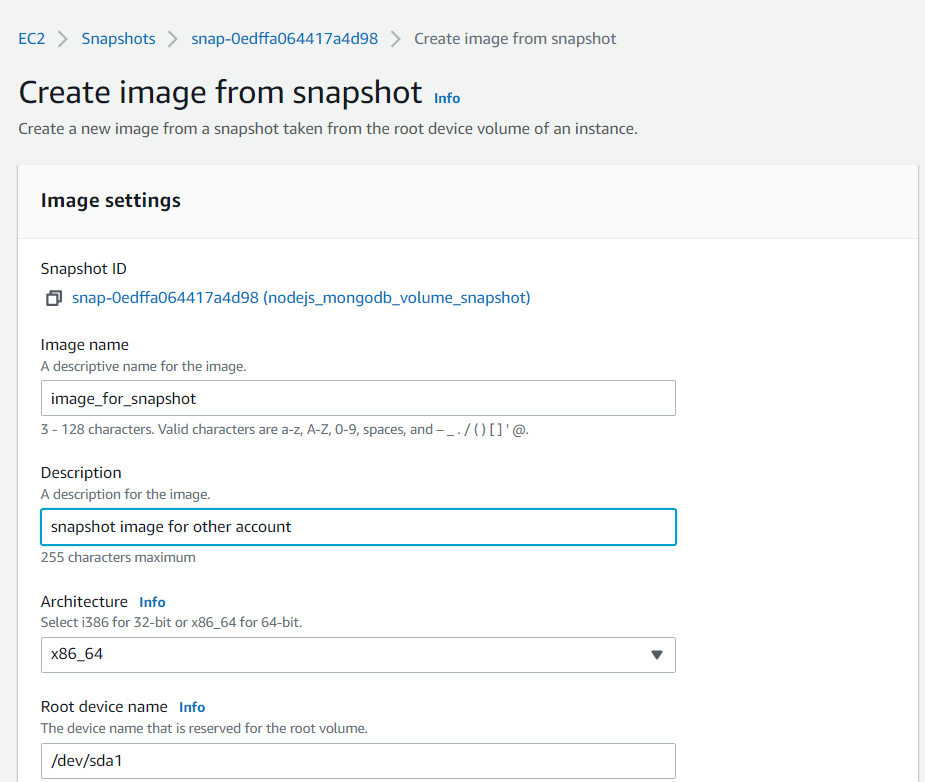 EC2 > Snapshots > snap-0edffa064417a4d98 > Create image from snapshot
Create image from snapshot Info
Create a new image from a snapshot taken from the root device volume of an instance.
Image settings
Snapshot ID
snap-0edffa064417a4d98 (nodejs_mongodb_volume_snapshot)
Image name
A descriptive name for the image.
image_for_snapshot
3 - 128 characters. Valid characters are a-z, A-Z, 0-9, spaces, and – _ . / ( ) [ ] ' @.
Description
A description for the image.
snapshot image for other account
255 characters maximum
Architecture Info
Select i386 for 32-bit or x86_64 for 64-bit.
x86_64
Root device name Info
The device name that is reserved for the root volume.
/dev/sda1